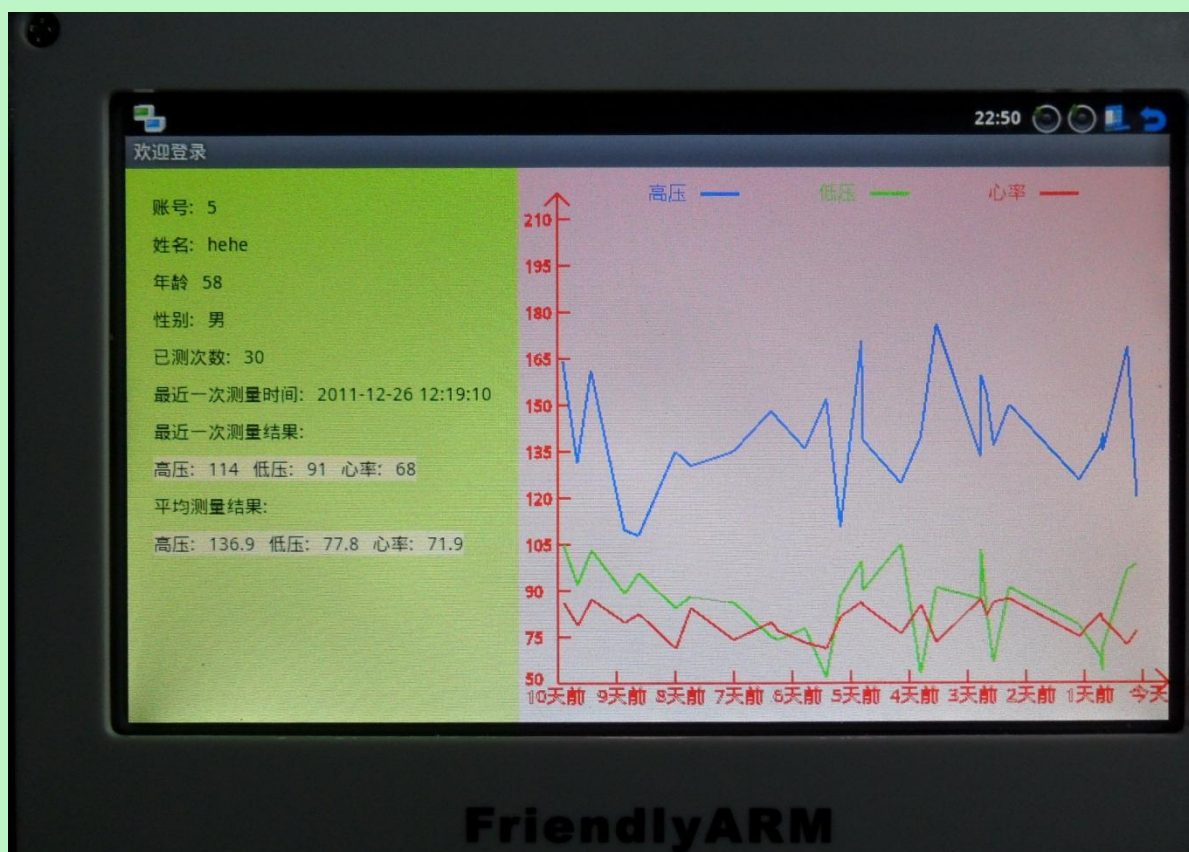 22:50
欢迎登录
账号: 5
姓名: hehe
年龄 58
性别: 男
已测次数: 30
最近一次测量时间: 2011-12-26 12:19:10
最近一次测量结果:
高压: 114 低压: 91 心率: 68
平均测量结果:
高压: 136.9 低压: 77.8 心率: 71.9
高压 低压 心率
210
195
180
165
150
135
120
105
90
75
50
10天前 9天前 8天前 7天前 6天前 5天前 4天前 3天前 2天前 1天前 今天
FriendlyARM